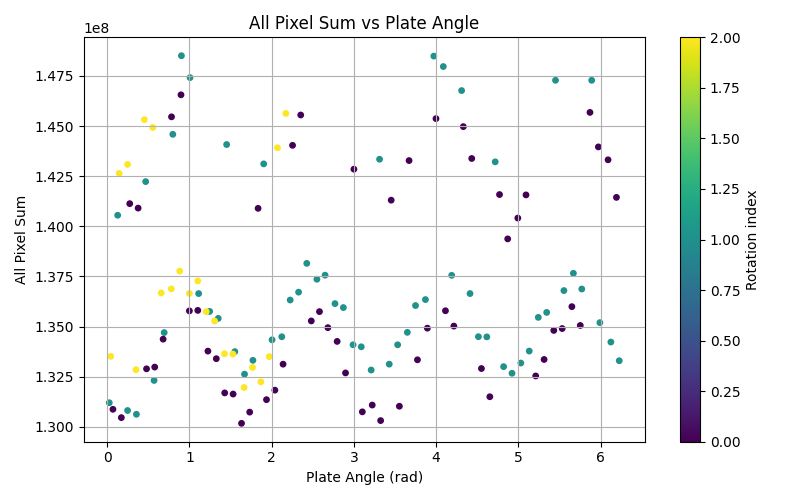 All Pixel Sum vs Plate Angle
1e8
1.475
1.450
1.425
1.400
1.375
1.350
1.325
1.300
All Pixel Sum
0 1 2 3 4 5 6
Plate Angle (rad)
2.00
1.75
1.50
1.25
1.00
0.75
0.50
0.25
0.00
Rotation index